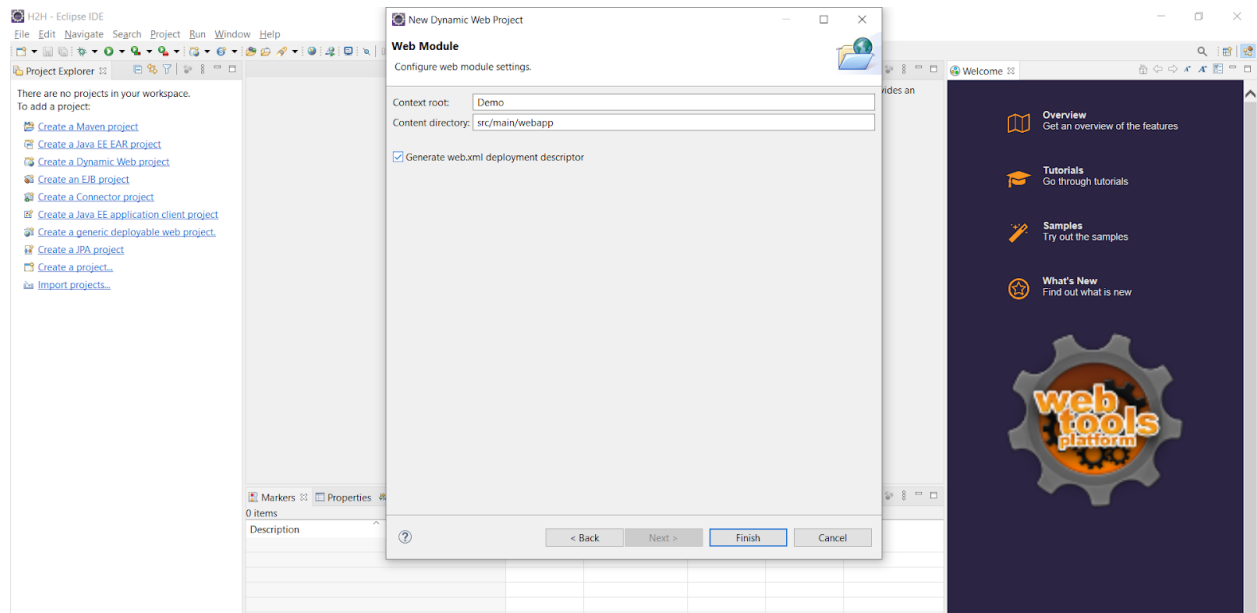 H2H - Eclipse IDE
File Edit Navigate Search Project Run Window Help
Project Explorer
There are no projects in your workspace.
To add a project:
Create a Maven project
Create a Java EE EAR project
Create a Dynamic Web project
Create an EJB project
Create a Connector project
Create a Java EE application client project
Create a generic deployable web project.
Create a JPA project
Create a project...
Import projects...
New Dynamic Web Project
Web Module
Configure web module settings.
Context root: Demo
Content directory: src/main/webapp
Generate web.xml deployment descriptor
< Back Next > Finish Cancel
an
Markers Properties
0 items
Description
Welcome
Overview
Get an overview of the features
Tutorials
Go through tutorials
Samples
Try out the samples
What's New
Find out what is new
web
tools
platform